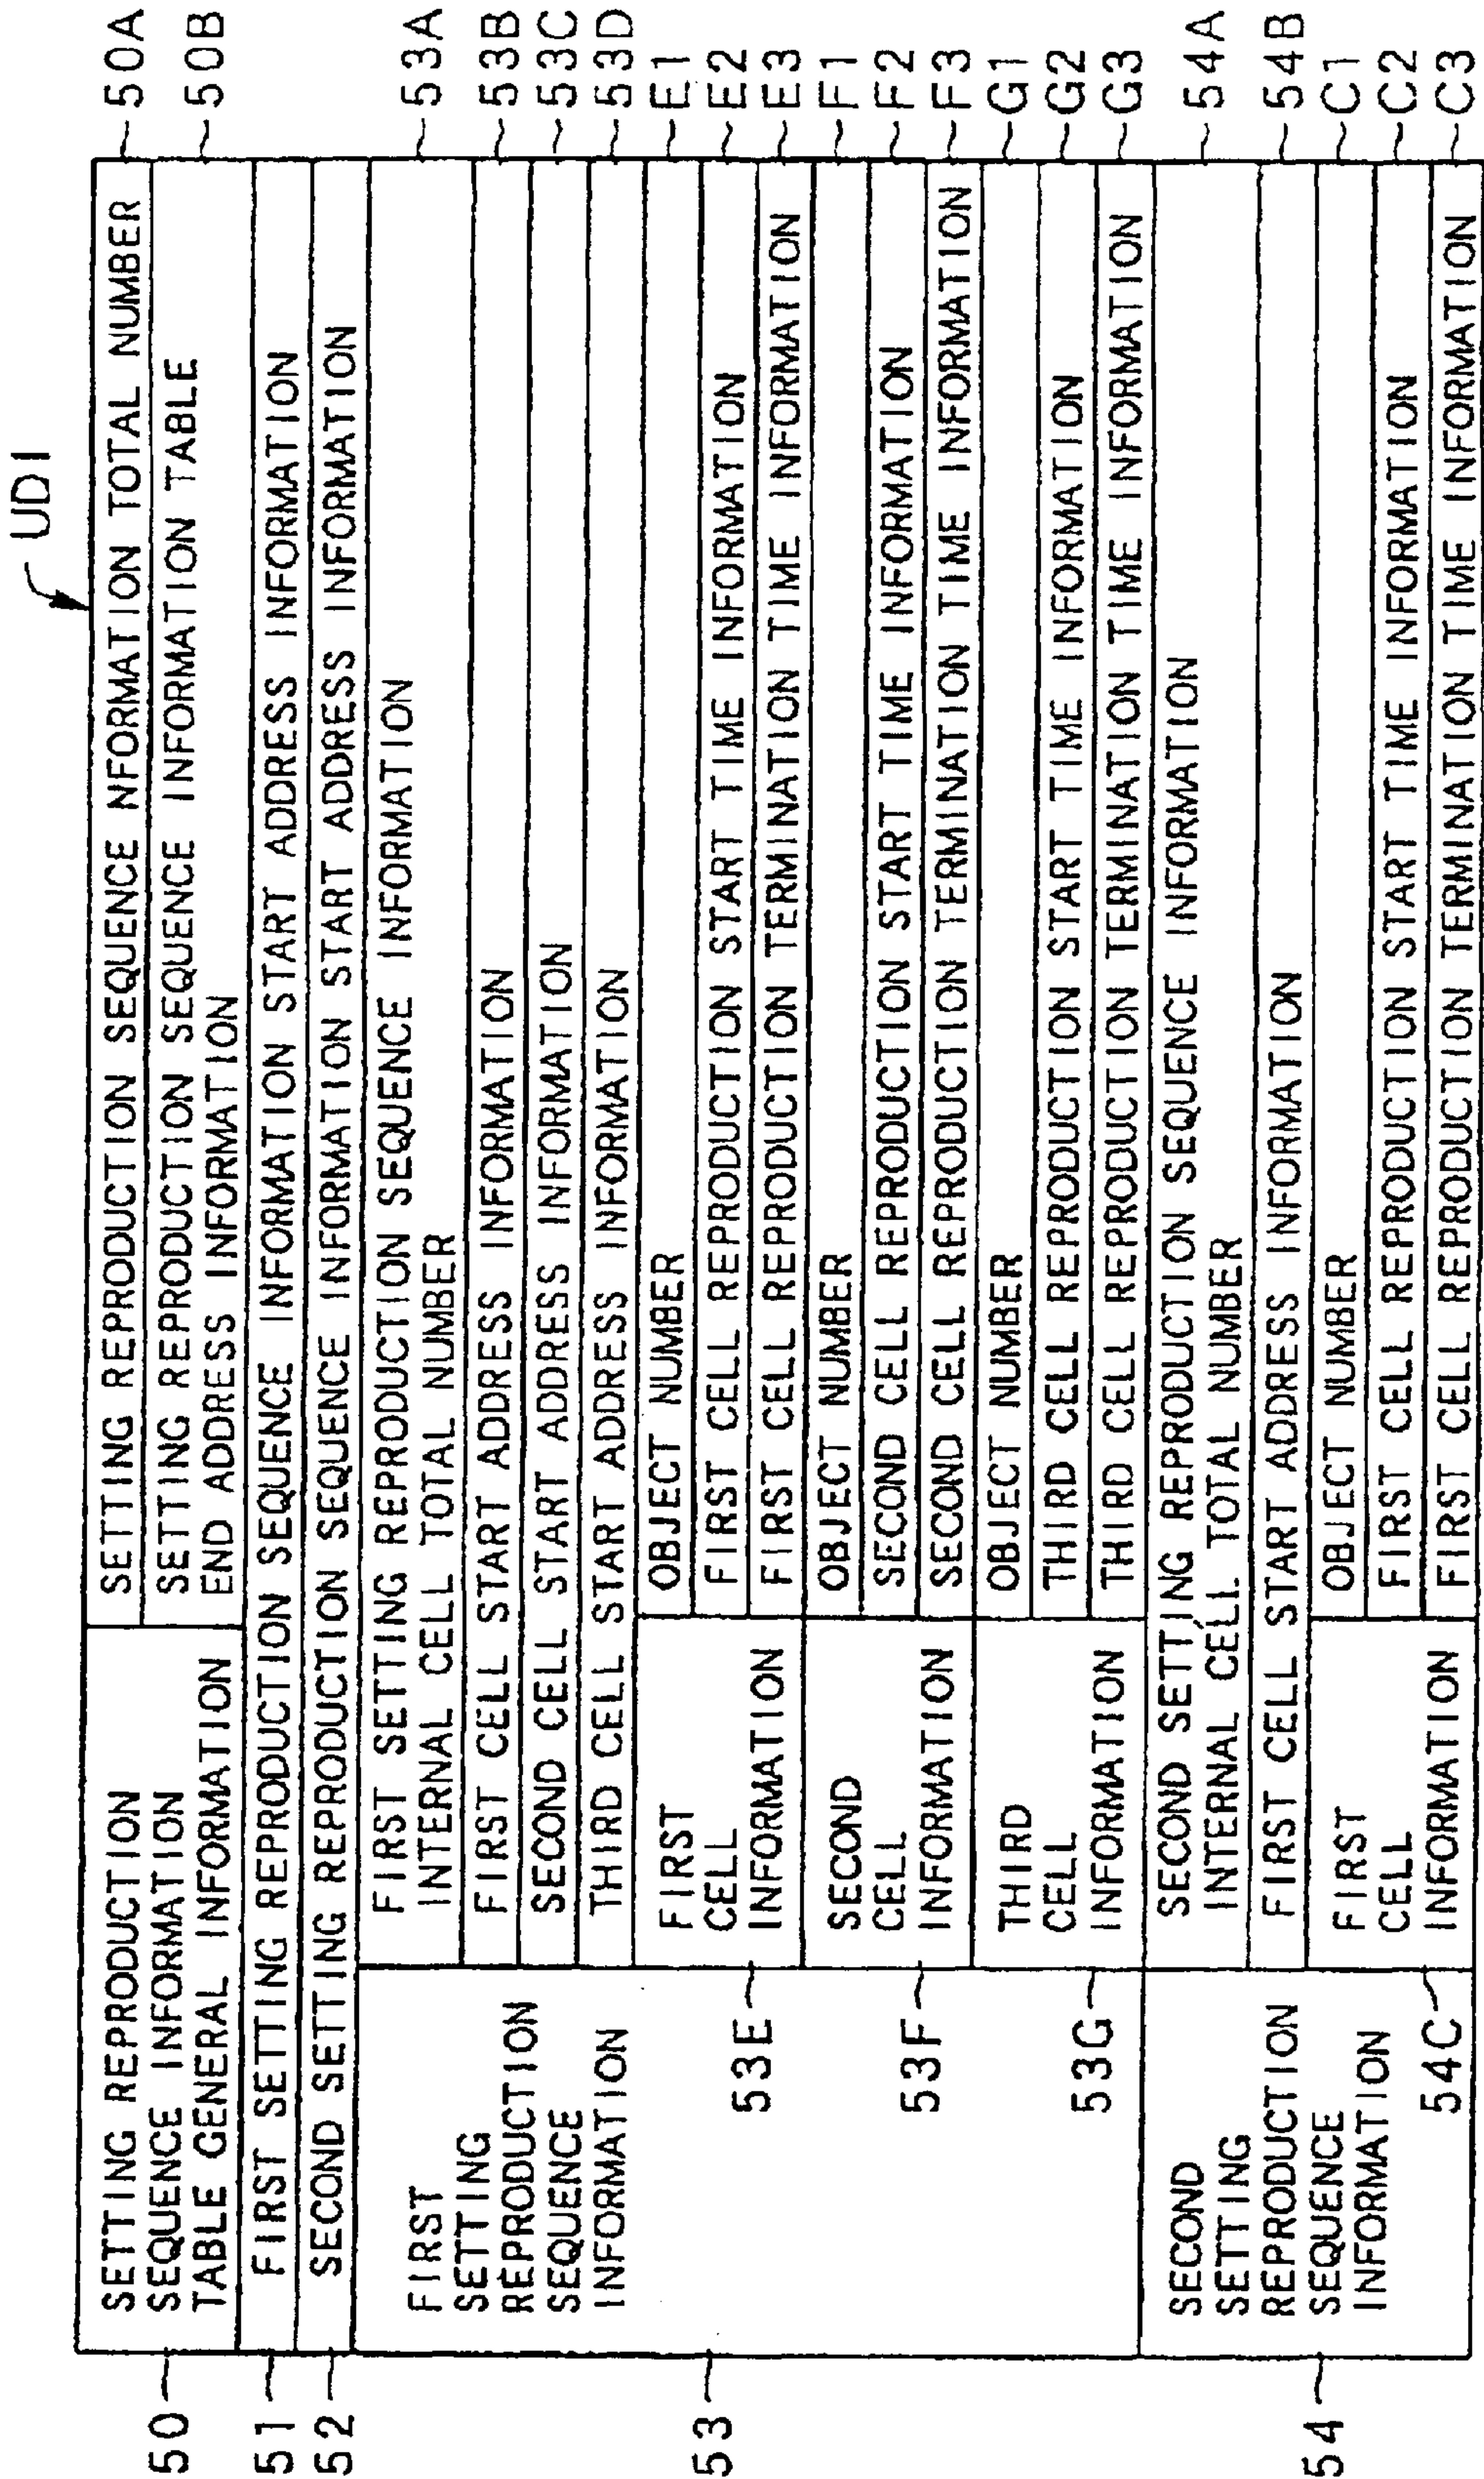 UDI
50
SETTING REPRODUCTION
SEQUENCE INFORMATION
TABLE GENERAL INFORMATION
SETTING REPRODUCTION SEQUENCE NFORMATION TOTAL NUMBER
50A
SETTING REPRODUCTION SEQUENCE INFORMATION TABLE
END ADDRESS INFORMATION
50B
51
FIRST SETTING REPRODUCTION SEQUENCE INFORMATION START ADDRESS INFORMATION
52
SECOND SETTING REPRODUCTION SEQUENCE INFORMATION START ADDRESS INFORMATION
53
FIRST
SETTING
REPRODUCTION
SEQUENCE
INFORMATION
FIRST SETTING REPRODUCTION SEQUENCE INFORMATION
INTERNAL CELL TOTAL NUMBER
53A
FIRST CELL START ADDRESS INFORMATION
53B
SECOND CELL START ADDRESS INFORMATION
53C
THIRD CELL START ADDRESS INFORMATION
53D
53E
FIRST
CELL
INFORMATION
OBJECT NUMBER
E1
FIRST CELL REPRODUCTION START TIME INFORMATION
E2
FIRST CELL REPRODUCTION TERMINATION TIME INFORMATION
E3
53F
SECOND
CELL
INFORMATION
OBJECT NUMBER
F1
SECOND CELL REPRODUCTION START TIME INFORMATION
F2
SECOND CELL REPRODUCTION TERMINATION TIME INFORMATION
F3
53G
THIRD
CELL
INFORMATION
OBJECT NUMBER
G1
THIRD CELL REPRODUCTION START TIME INFORMATION
G2
THIRD CELL REPRODUCTION TERMINATION TIME INFORMATION
G3
54
SECOND
SETTING
REPRODUCTION
SEQUENCE
INFORMATION
SECOND SETTING REPRODUCTION SEQUENCE INFORMATION
INTERNAL CELL TOTAL NUMBER
54A
FIRST CELL START ADDRESS INFORMATION
54B
54C
FIRST
CELL
INFORMATION
OBJECT NUMBER
C1
FIRST CELL REPRODUCTION START TIME INFORMATION
C2
FIRST CELL REPRODUCTION TERMINATION TIME INFORMATION
C3